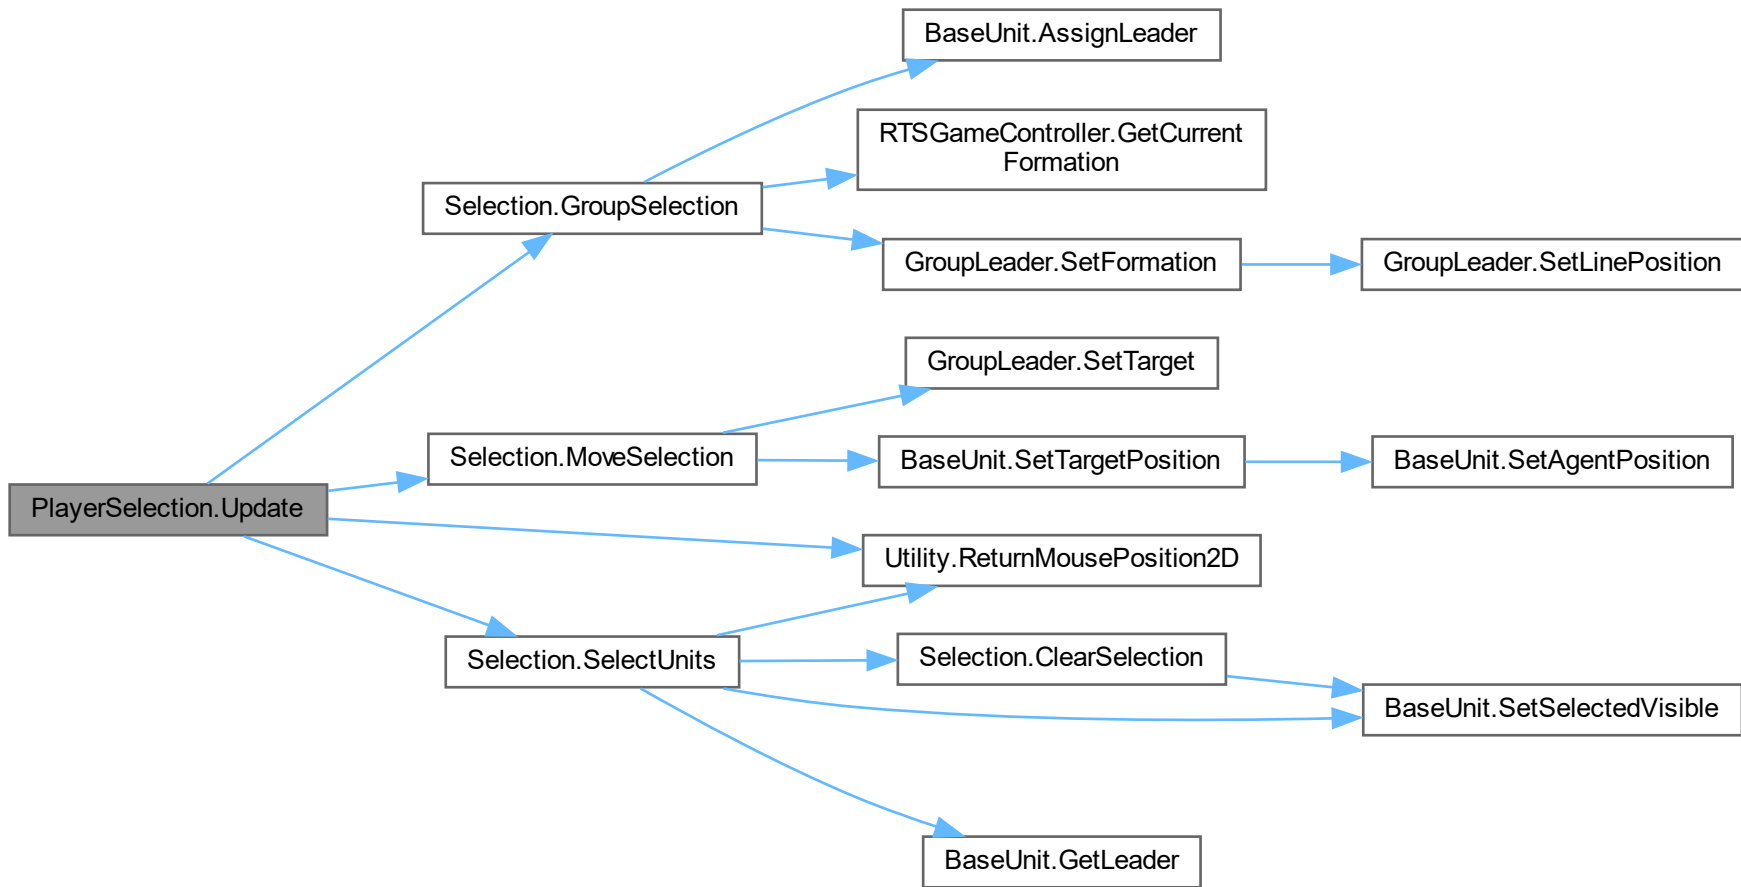 BaseUnit.AssignLeader
RTSGameController.GetCurrent
Formation
Selection.GroupSelection
GroupLeader.SetFormation
GroupLeader.SetLinePosition
GroupLeader.SetTarget
Selection.MoveSelection
BaseUnit.SetTargetPosition
BaseUnit.SetAgentPosition
PlayerSelection.Update
Utility.ReturnMousePosition2D
Selection.SelectUnits
Selection.ClearSelection
BaseUnit.SetSelectedVisible
BaseUnit.GetLeader